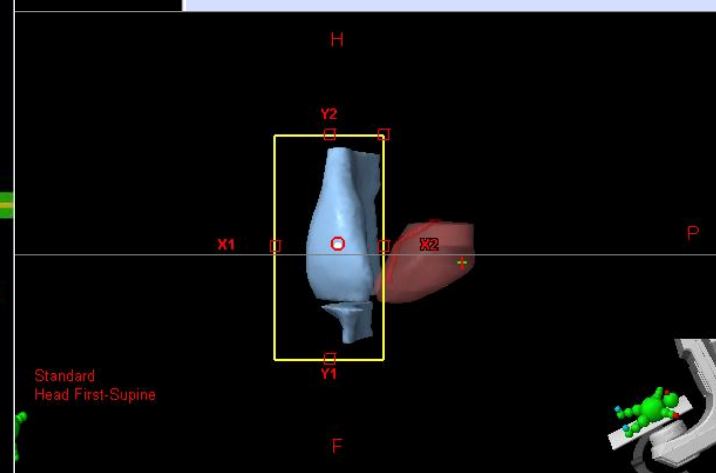 H
Y2
X1
X2
P
Y1
Standard
Head First-Supine
F